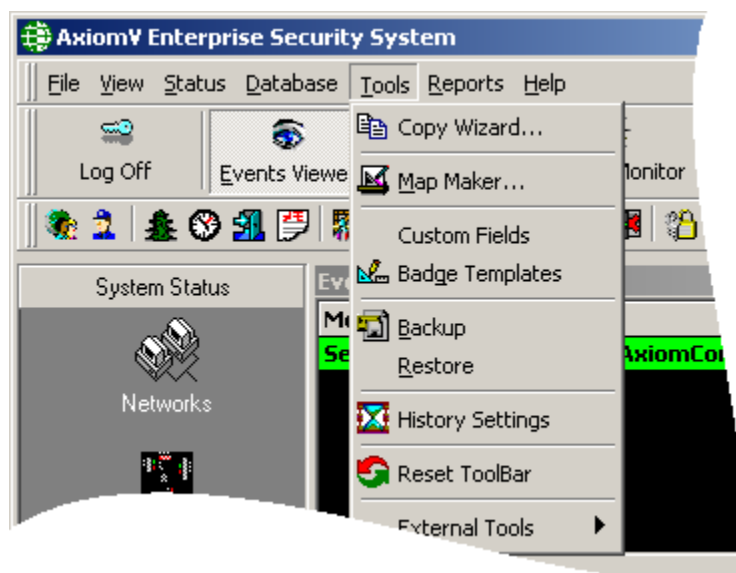 AxiomV Enterprise Security System
File View Status Database Tools Reports Help
Log Off Events Viewe Monitor
Copy Wizard...
Map Maker...
Custom Fields
Badge Templates
Backup
Restore
History Settings
Reset ToolBar
External Tools
System Status
Networks
AxiomCo